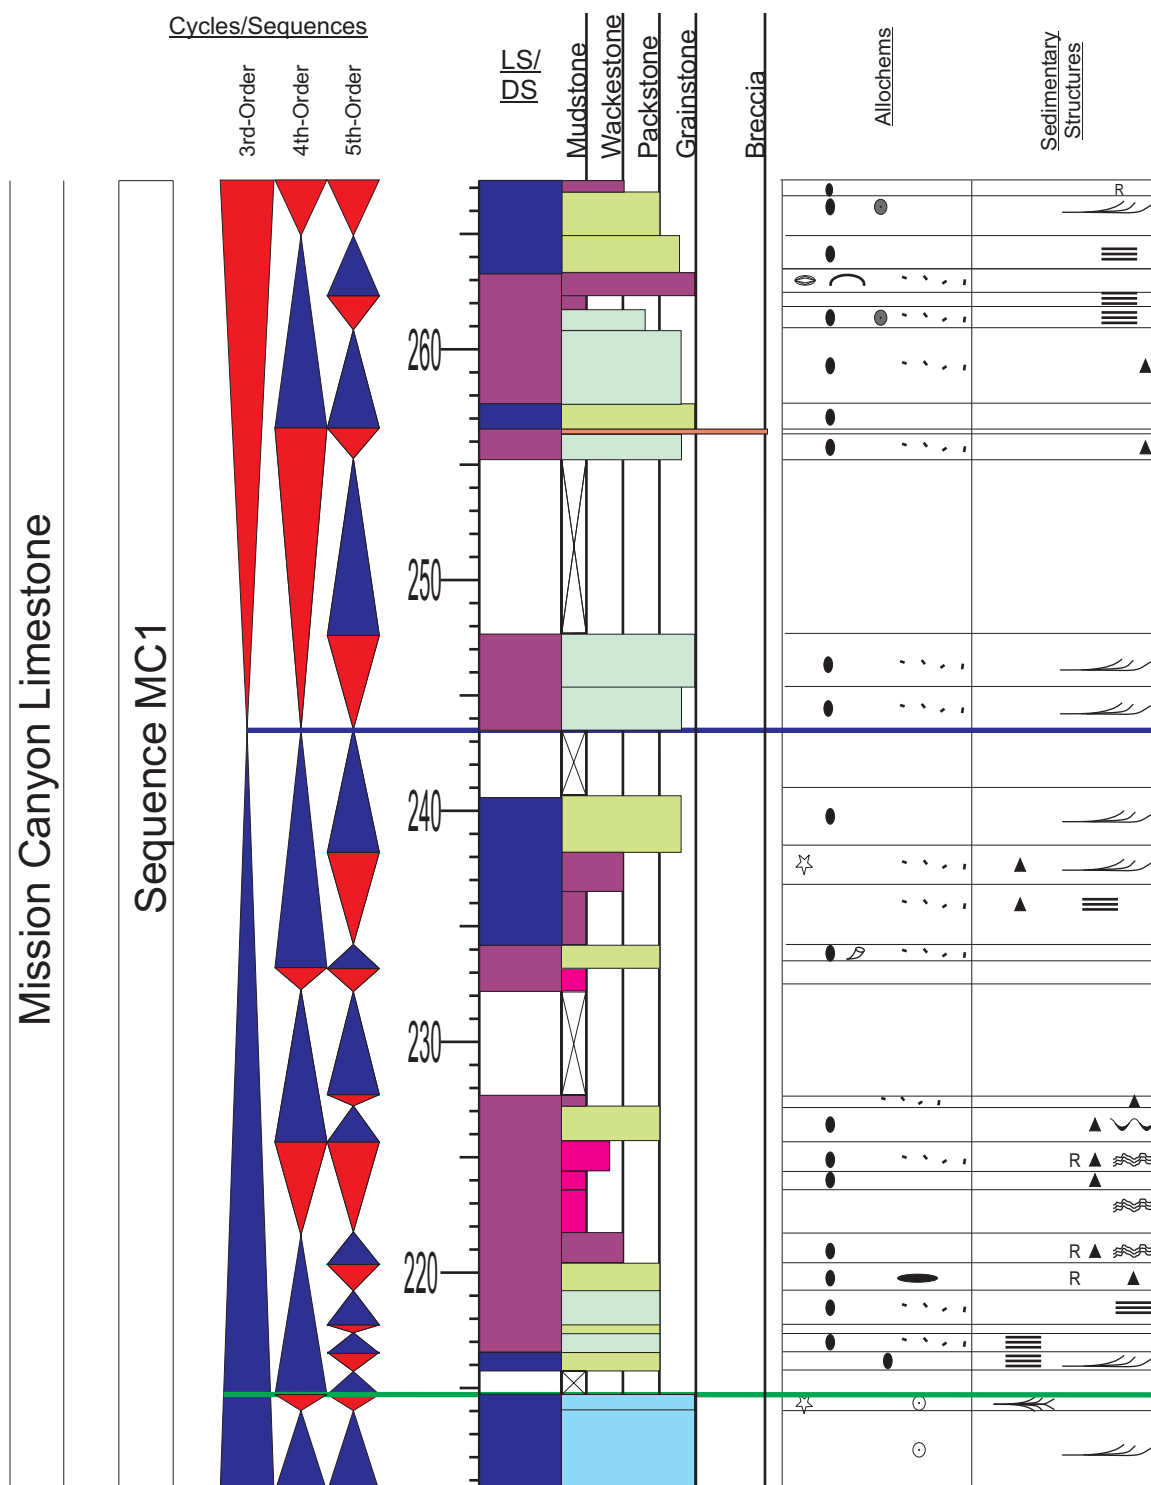 Cycles/Sequences
3rd-Order
4th-Order
5th-Order
LS/
DS
Mudstone
Wackestone
Packstone
Grainstone
Breccia
Allochems
Sedimentary
Structures
Mission Canyon Limestone
Sequence MC1
R
260
250
240
230
R
R
220
R